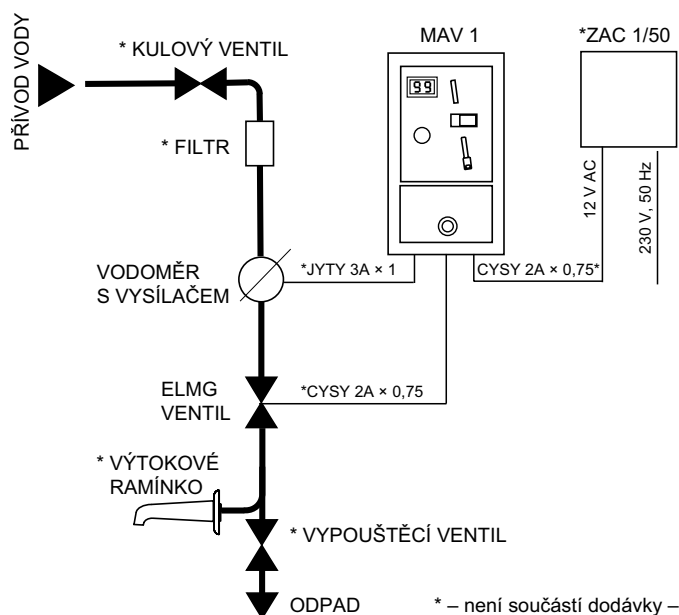 * KULOVÝ VENTIL
MAV 1
*ZAC 1/50
PŘÍVOD VODY
99
* FILTR
12 V AC
230 V, 50 Hz
VODOMĚR
S VYSÍLAČEM
*JYTY 3A × 1
CYSY 2A × 0,75*
ELMG
VENTIL
*CYSY 2A × 0,75
* VÝTOKOVÉ
RAMÍNKO
* VYPOUŠTĚCÍ VENTIL
ODPAD
* – není součástí dodávky –